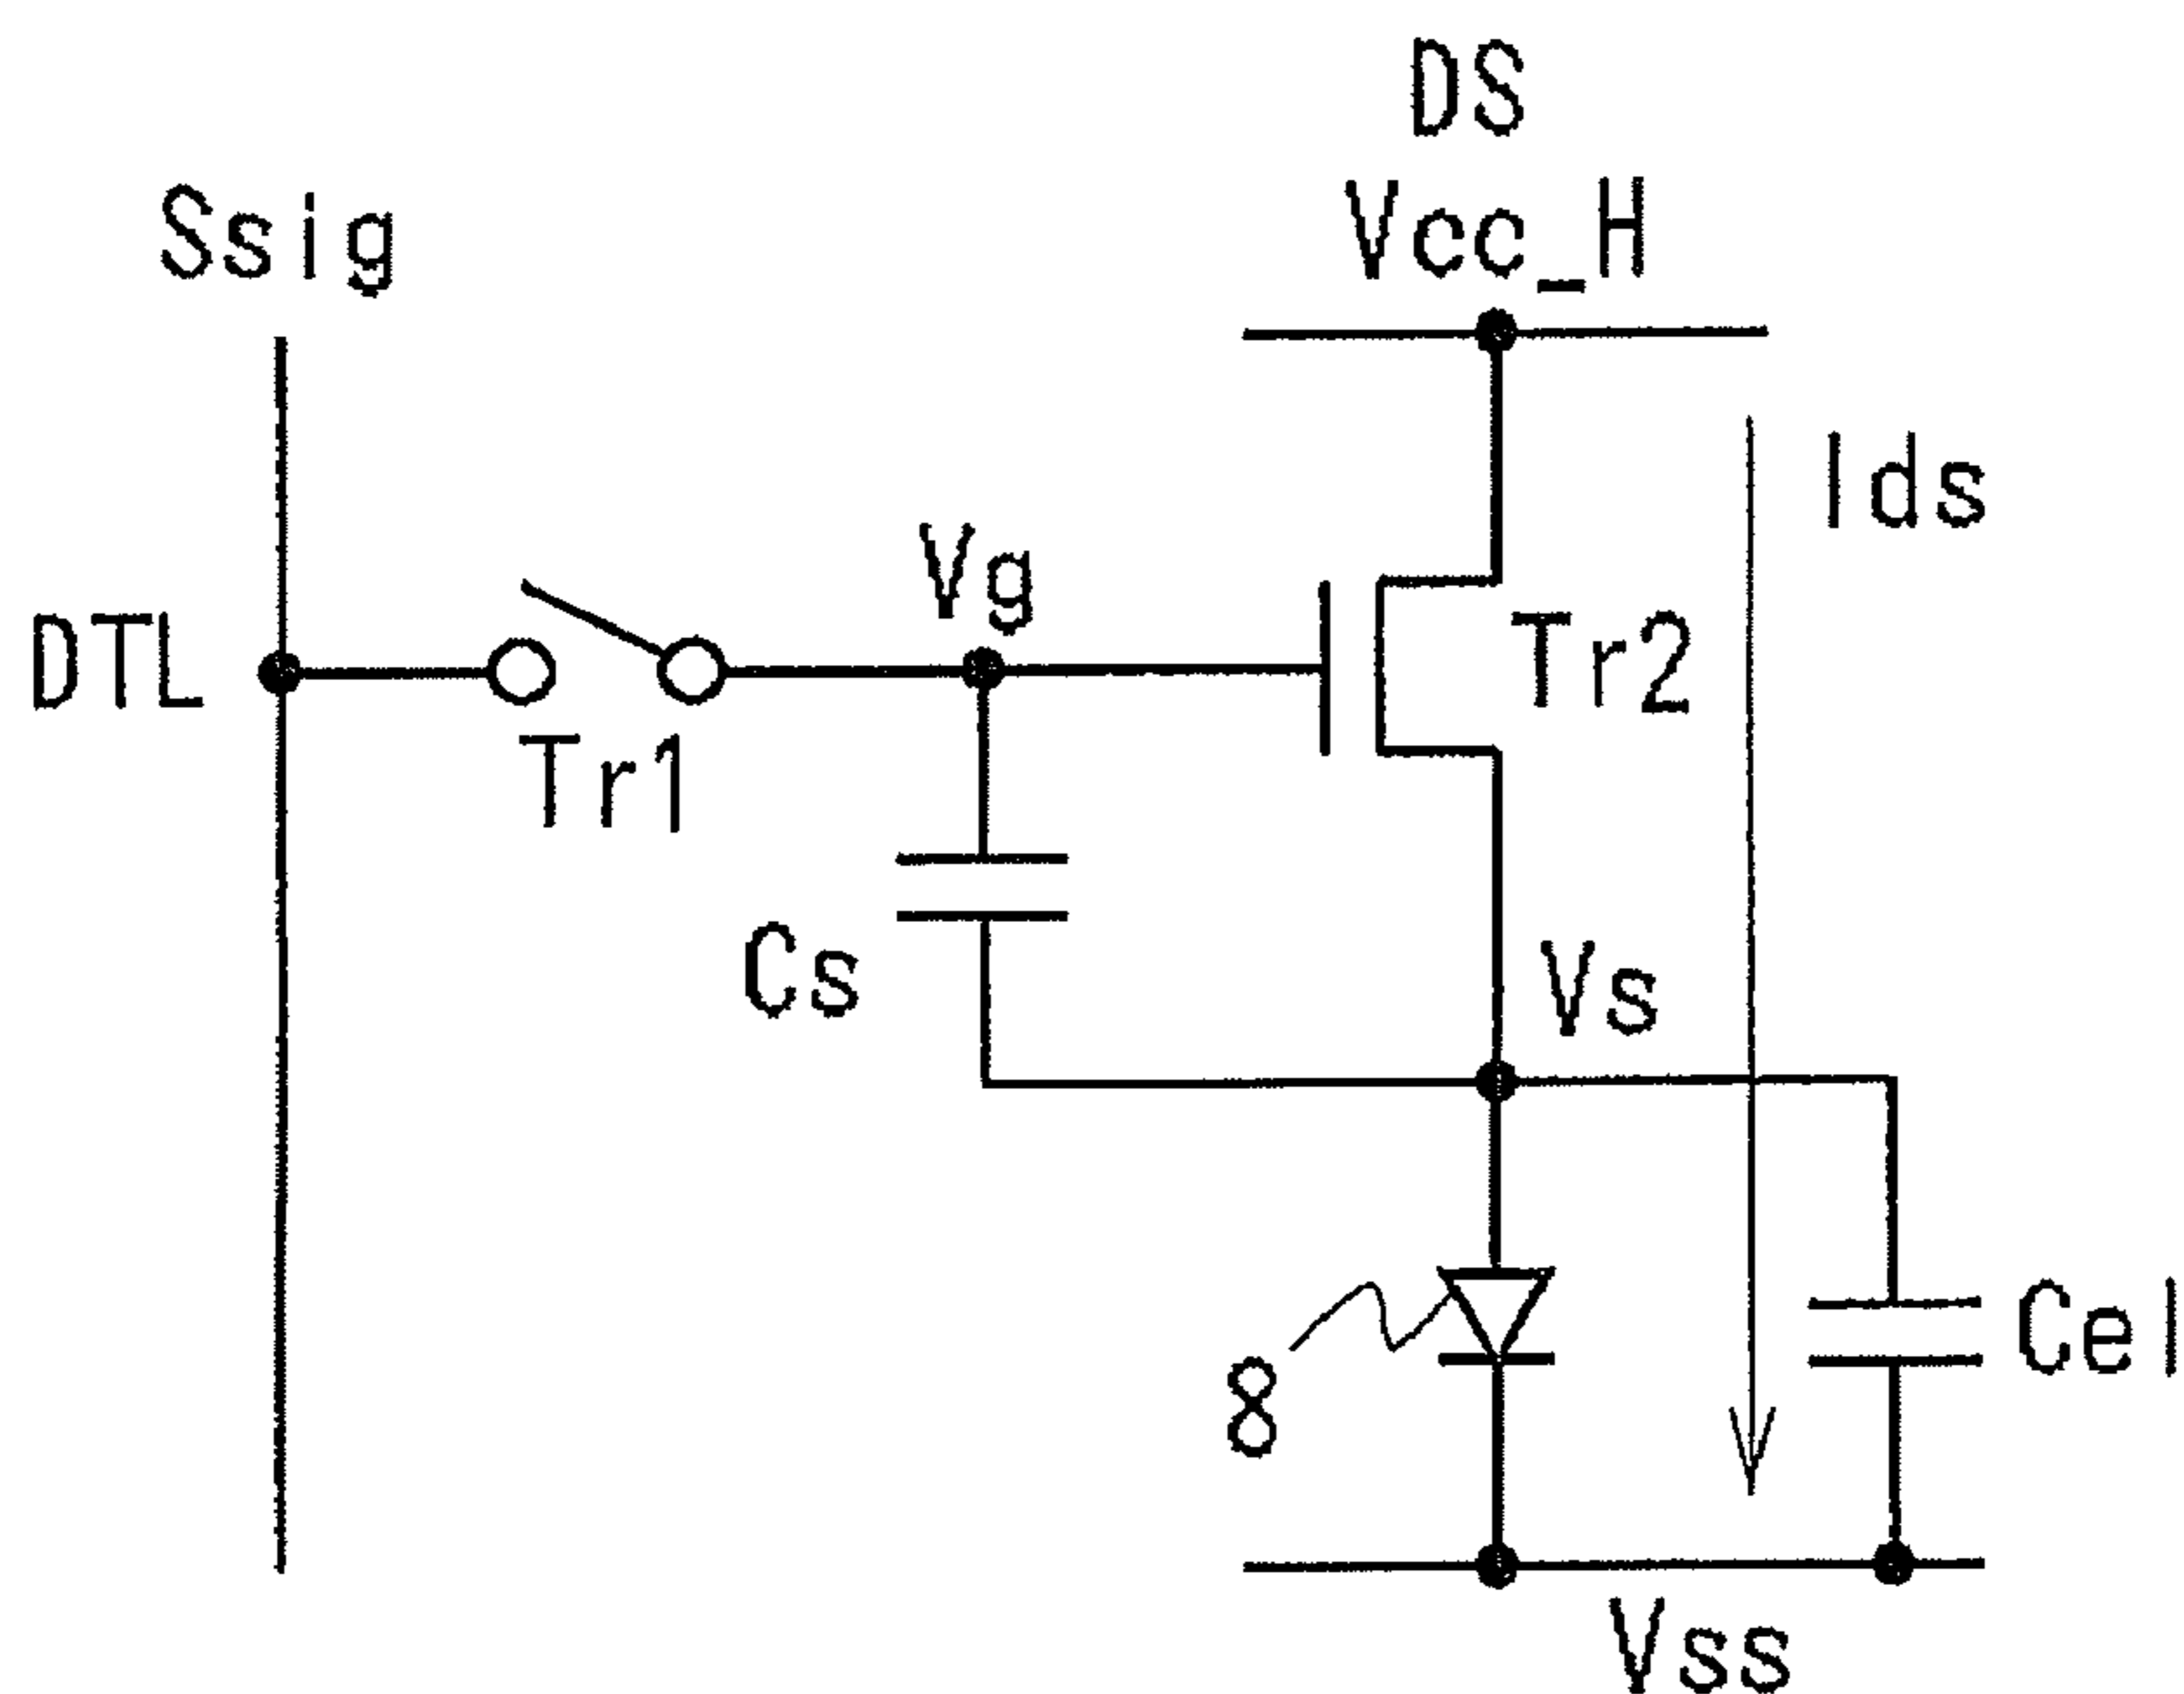 DS
Vcc_H
Ssig
Ids
Vg
DTL
Tr2
Tr1
Cs
Vs
Cel
8
Vss